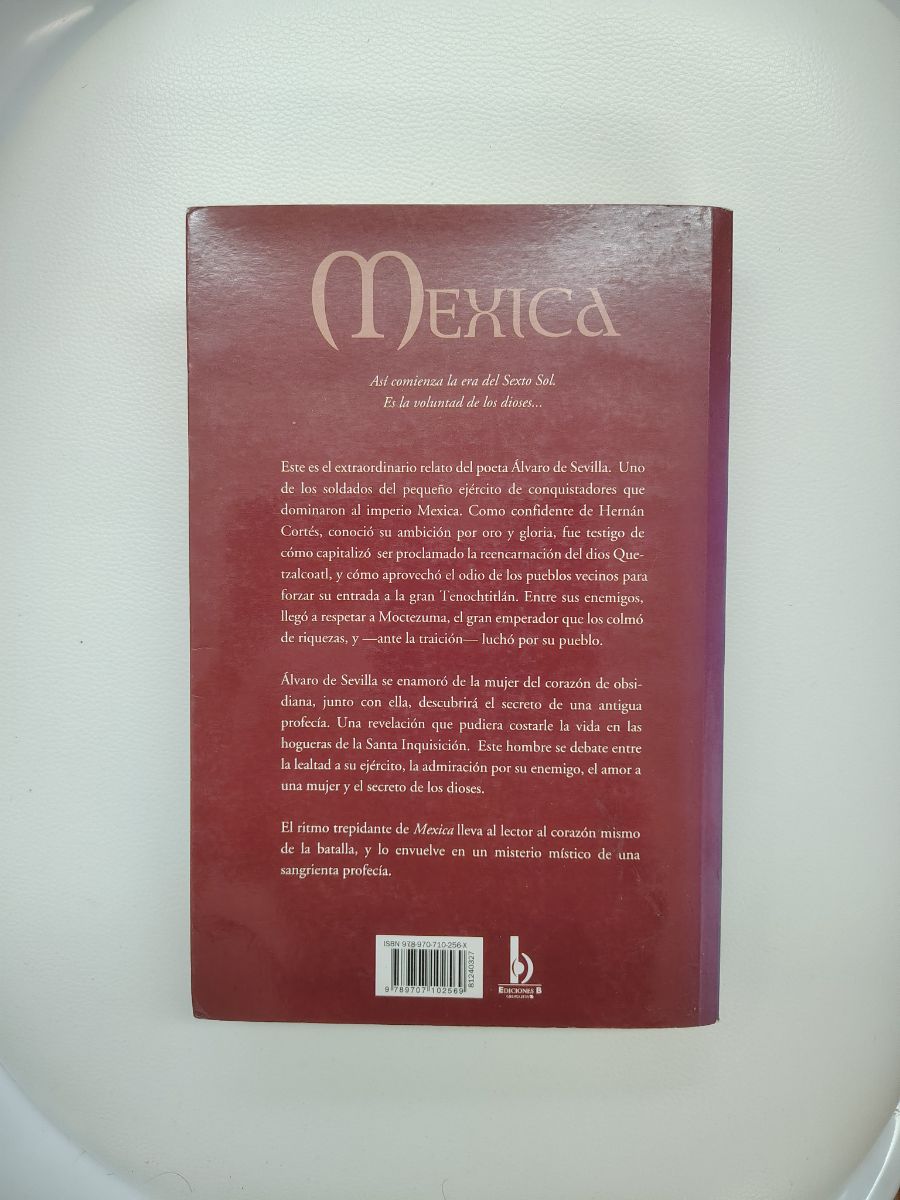 Mexica
Así comienza la era del Sexto Sol.
Es la voluntad de los dioses...
Este es el extraordinario relato del poeta Álvaro de Sevilla. Uno
de los soldados del pequeño ejército de conquistadores que
dominaron al imperio Mexica. Como confidente de Hernán
Cortés, conoció su ambición por oro y gloria, fue testigo de
cómo capitalizó ser proclamado la reencarnación del dios Que-
tzalcoatl, y cómo aprovechó el odio de los pueblos vecinos para
forzar su entrada a la gran Tenochtitlán. Entre sus enemigos,
llegó a respetar a Moctezuma, el gran emperador que los colmó
de riquezas, y —ante la traición— luchó por su pueblo.
Álvaro de Sevilla se enamoró de la mujer del corazón de obsi-
diana, junto con ella, descubrirá el secreto de una antigua
profecía. Una revelación que pudiera costarle la vida en las
hogueras de la Santa Inquisición. Este hombre se debate entre
la lealtad a su ejército, la admiración por su enemigo, el amor a
una mujer y el secreto de los dioses.
El ritmo trepidante de Mexica lleva al lector al corazón mismo
de la batalla, y lo envuelve en un misterio místico de una
sangrienta profecía.
ISBN 978-970-710-256-X
9 789707 102569
81240327
b
EDICIONES B